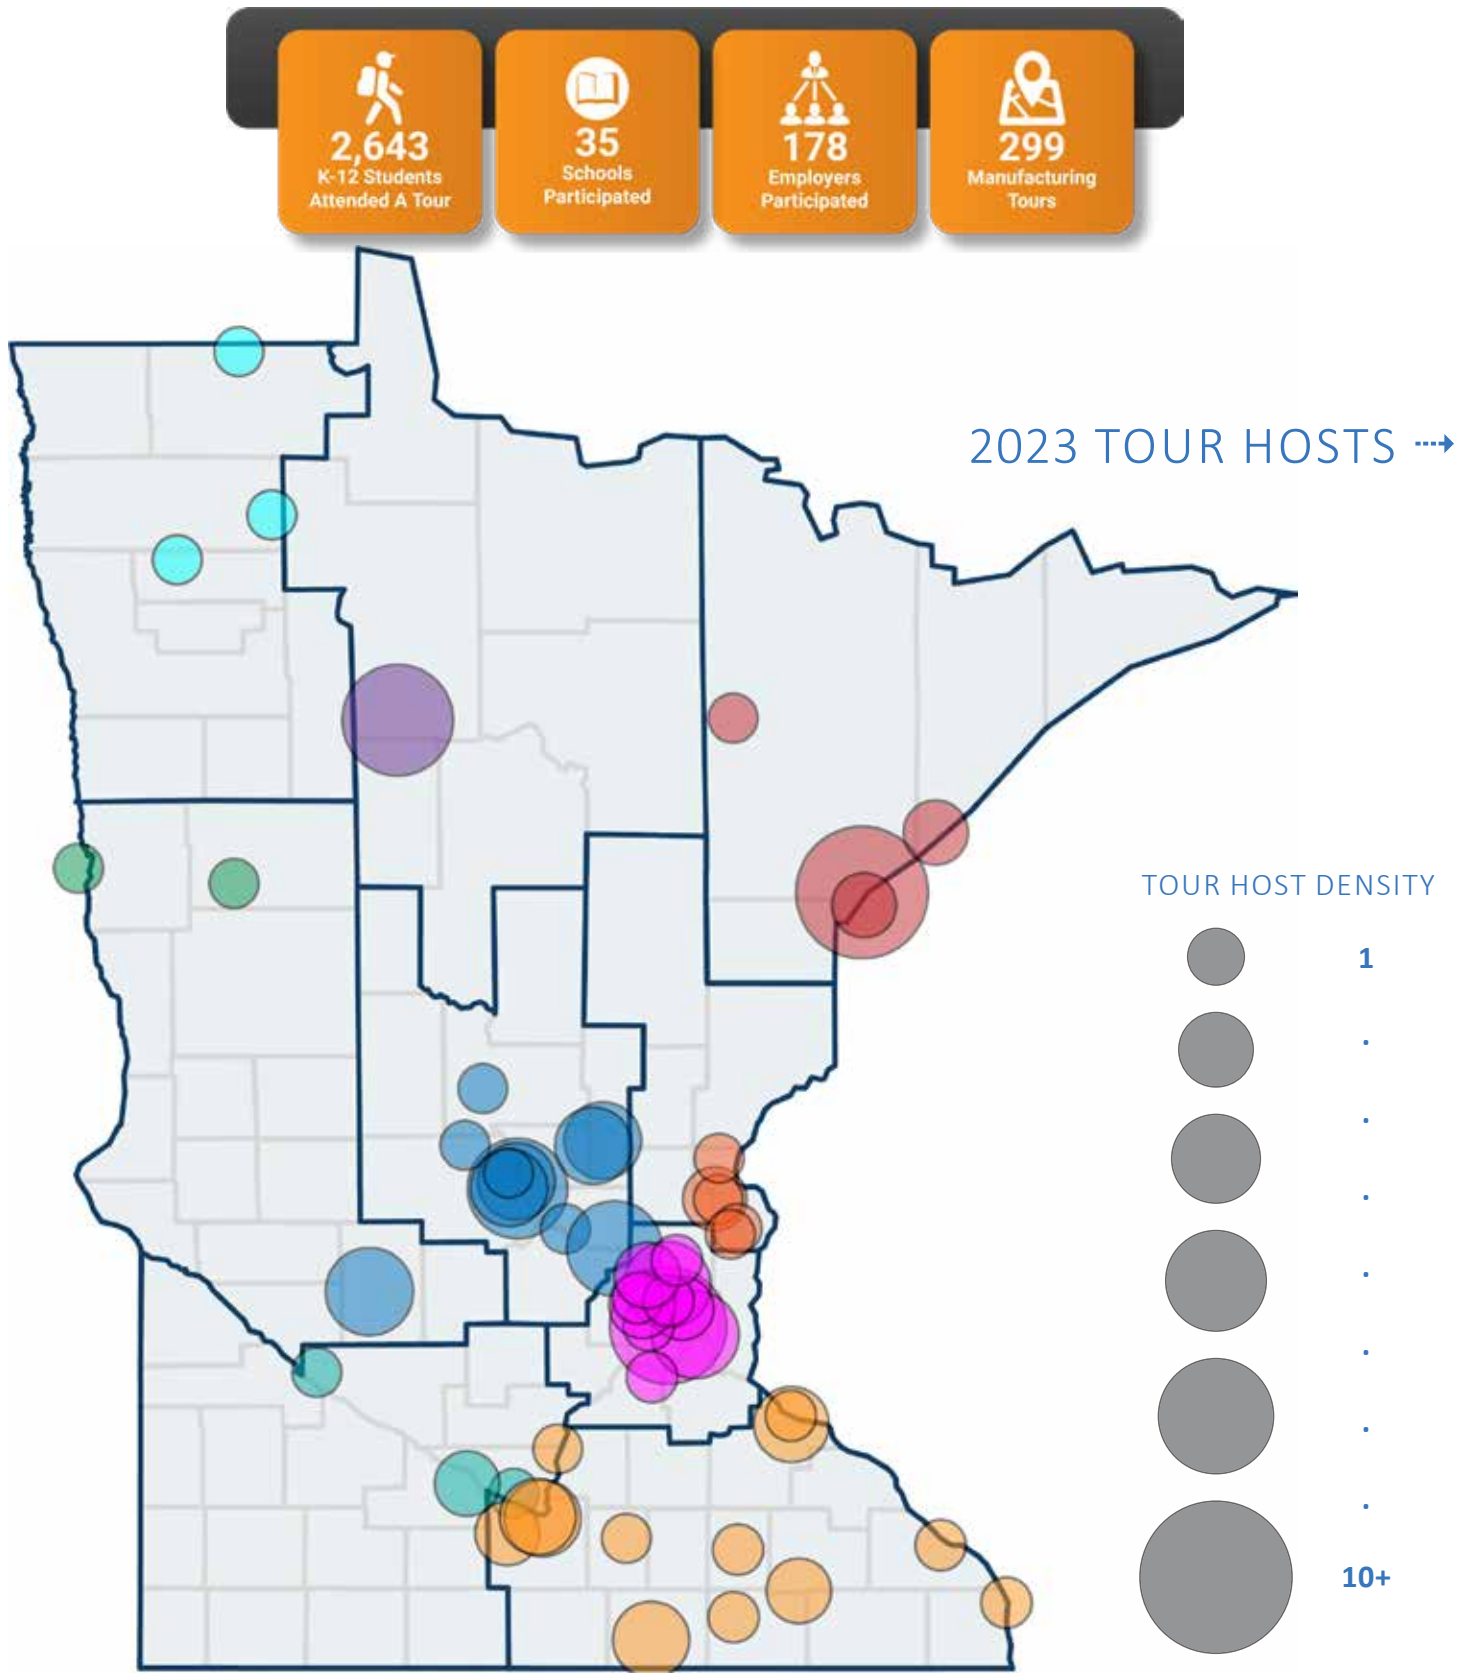 2,643
K-12 Students
Attended A Tour
35
Schools
Participated
178
Employers
Participated
299
Manufacturing
Tours
2023 TOUR HOSTS
TOUR HOST DENSITY
1
10+